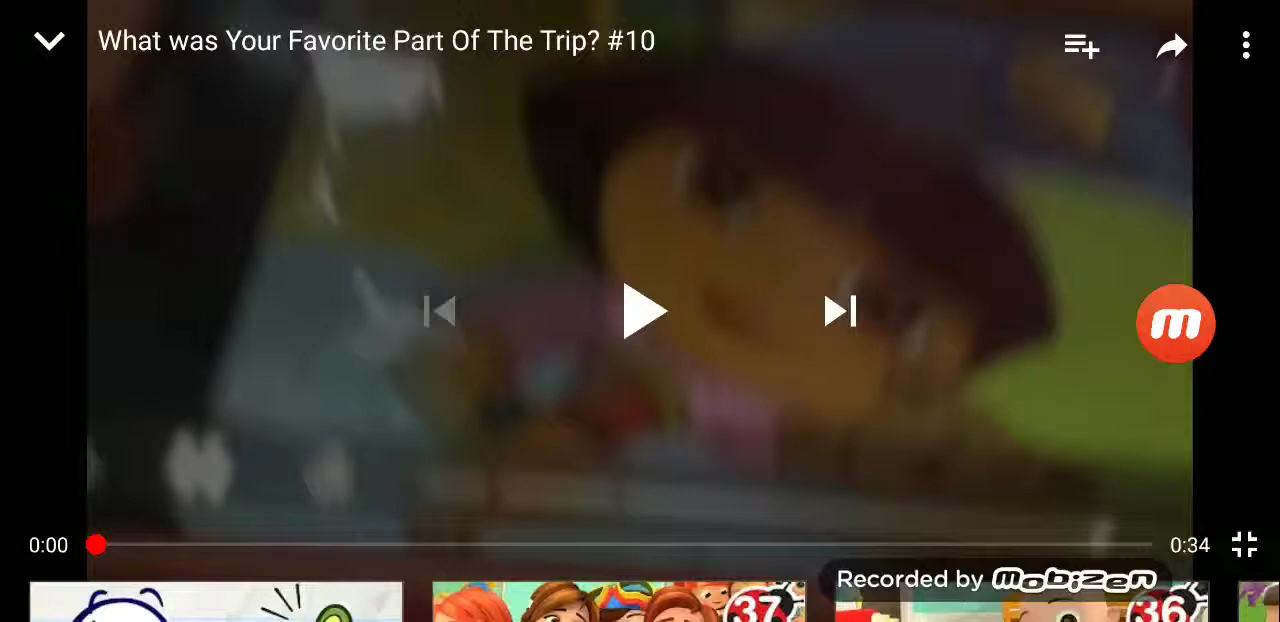 What was Your Favorite Part Of The Trip? #10
0:00
0:34
Recorded by mobizen
37
36